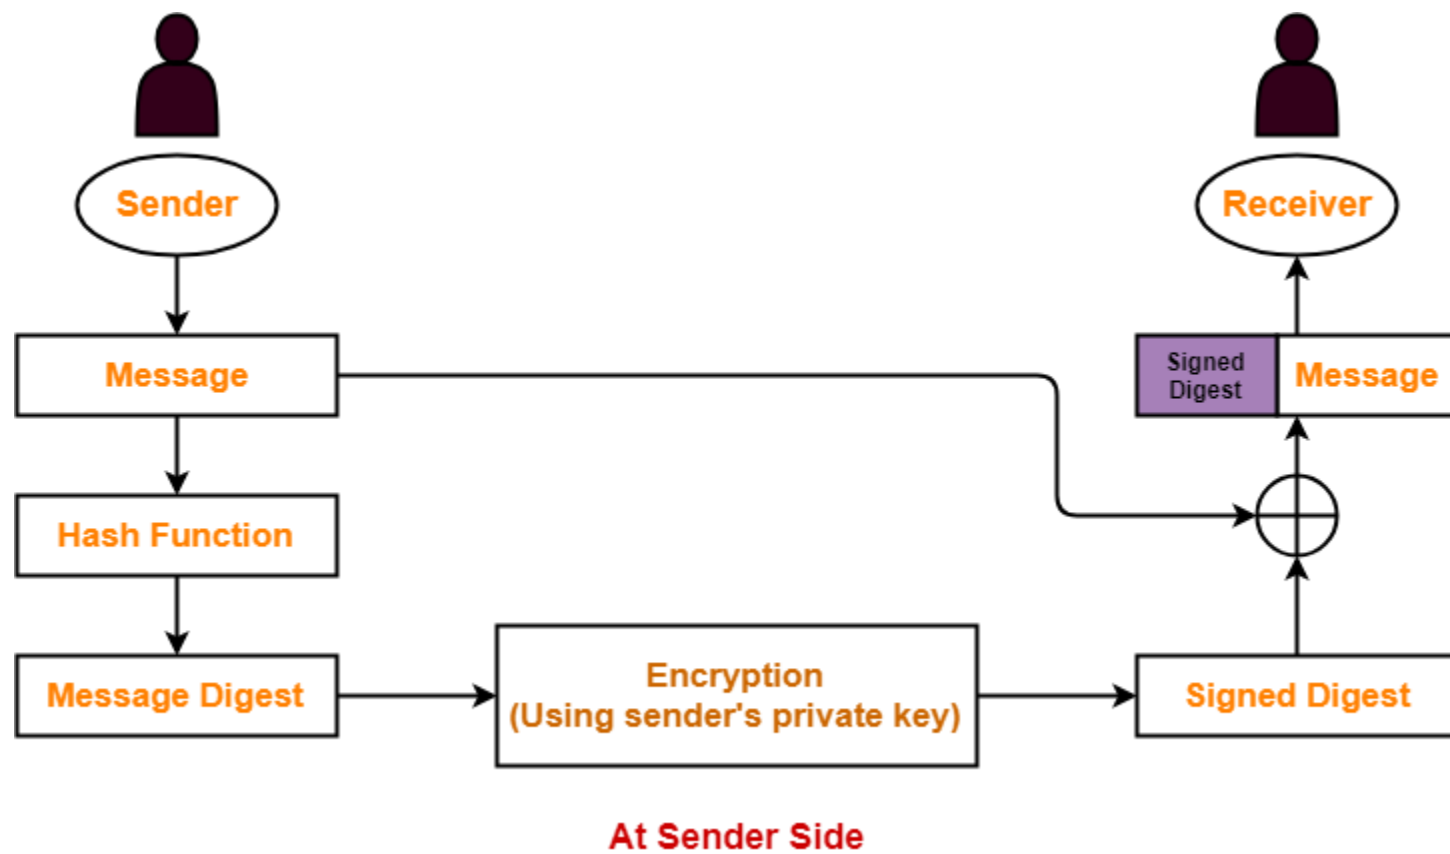 Sender
Receiver
Message
Signed
Digest
Message
Hash Function
Message Digest
Encryption
(Using sender's private key)
Signed Digest
At Sender Side